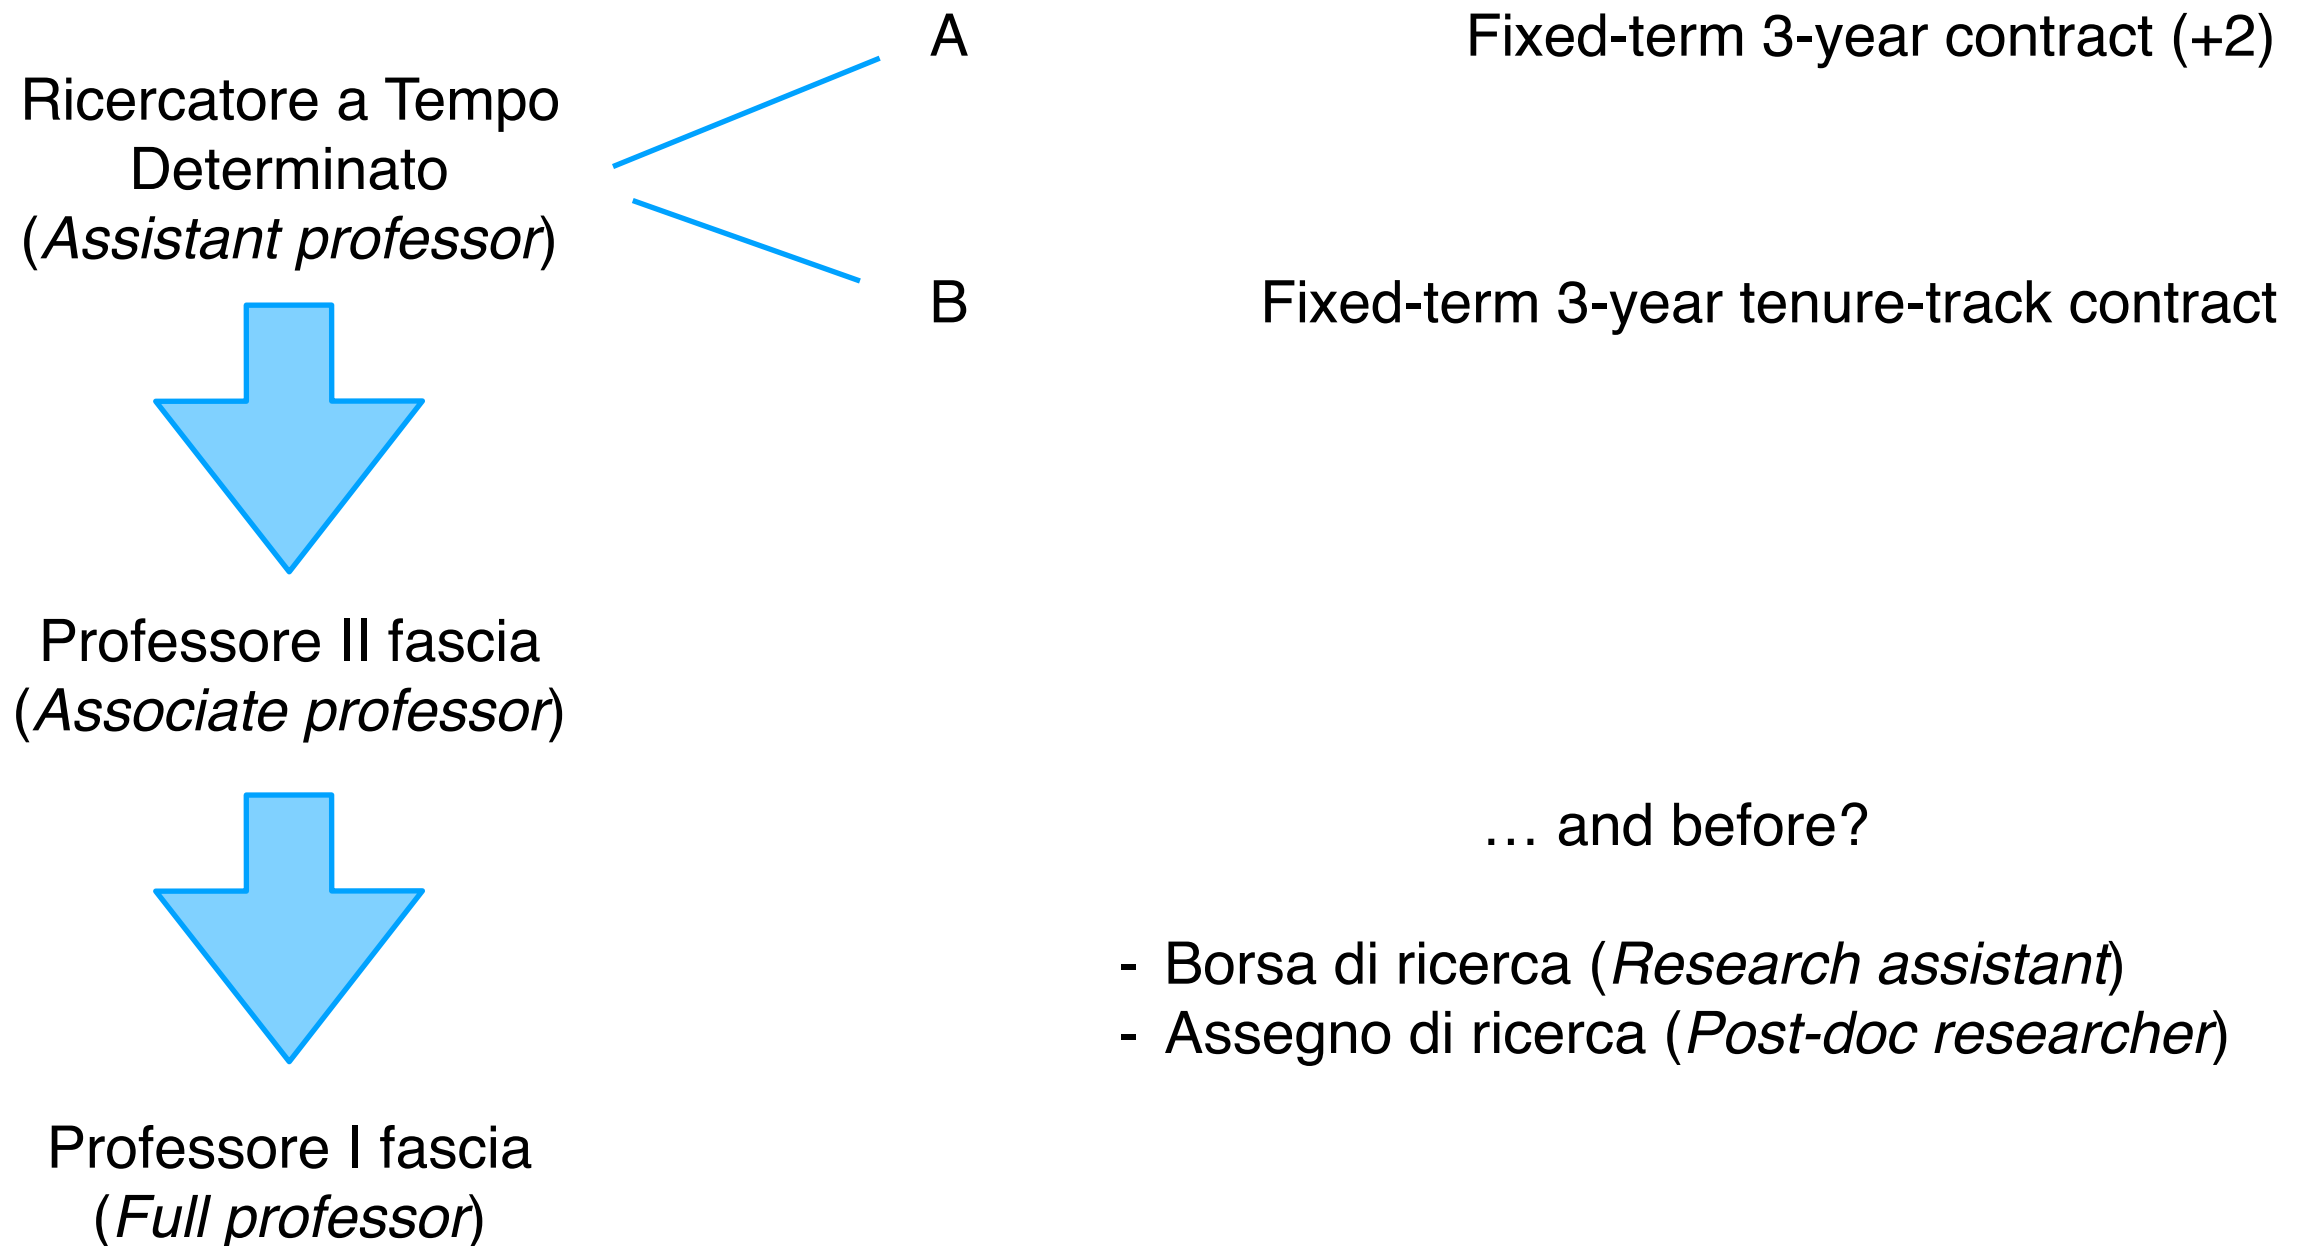 A
Fixed-term 3-year contract (+2)
Ricercatore a Tempo
Determinato
(Assistant professor)
B
Fixed-term 3-year tenure-track contract
Professore II fascia
(Associate professor)
… and before?
- Borsa di ricerca (Research assistant)
- Assegno di ricerca (Post-doc researcher)
Professore I fascia
(Full professor)